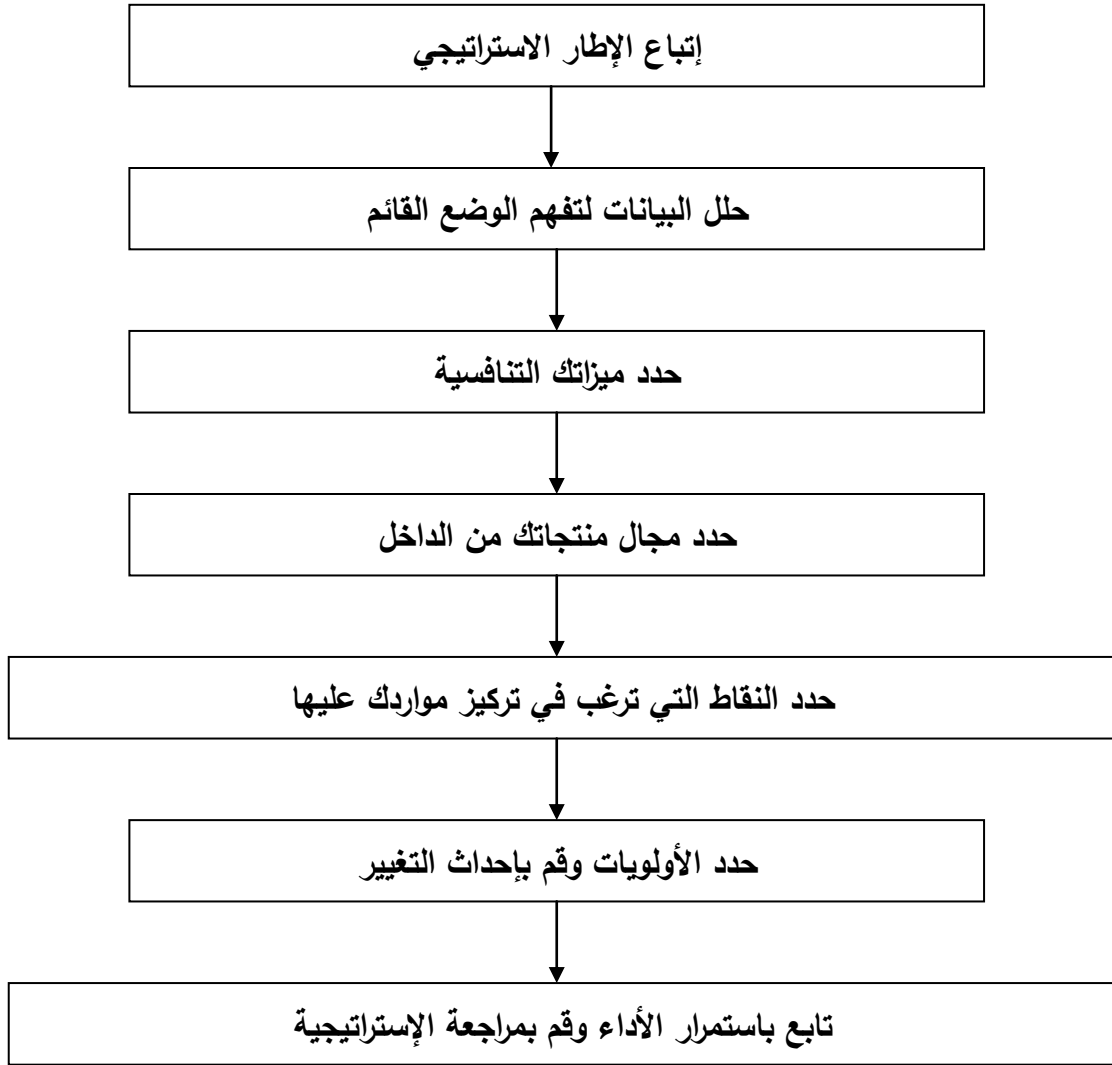 إتباع الإطار الاستراتيجي
حلل البيانات لتفهم الوضع القائم
حدد ميزاتك التنافسية
حدد مجال منتجاتك من الداخل
حدد النقاط التي ترغب في تركيز مواردك عليها
حدد الأولويات وقم بإحداث التغيير
تابع باستمرار الأداء وقم بمراجعة الإستراتيجية